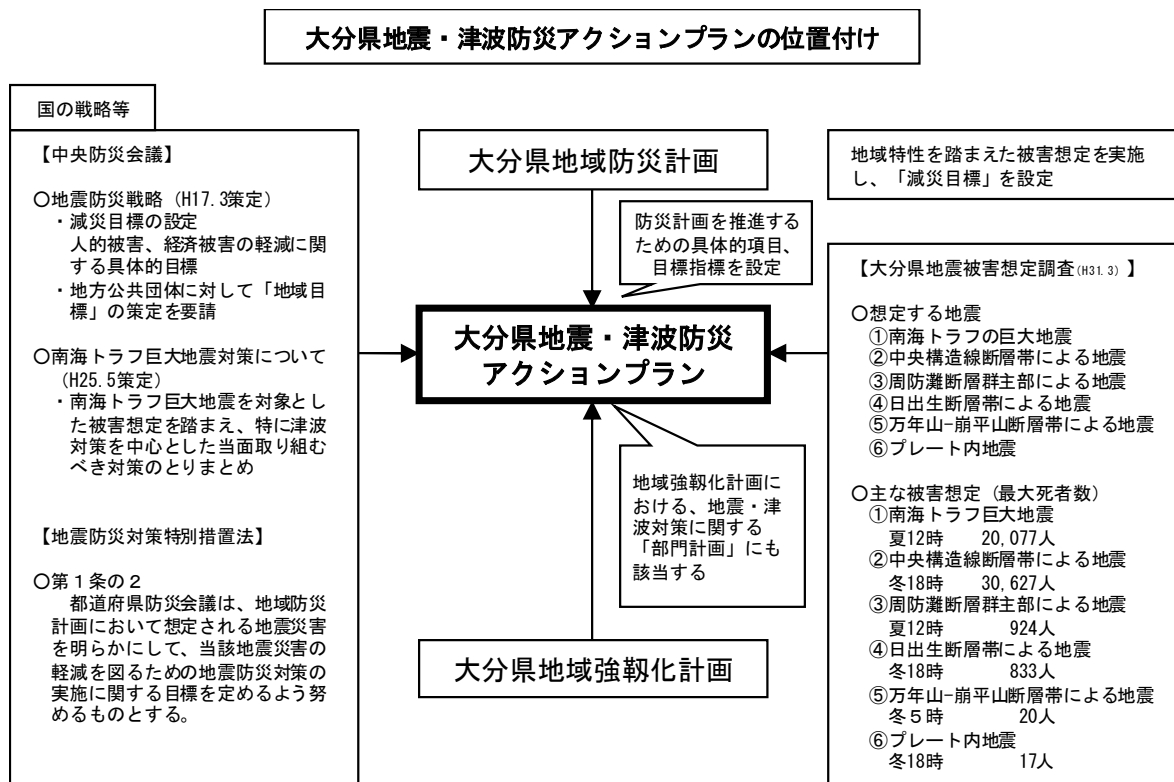 大分県地震・津波防災アクションプランの位置付け
国の戦略等
【中央防災会議】
○地震防災戦略（H17.3策定）
・減災目標の設定
人的被害、経済被害の軽減に関
する具体的目標
・地方公共団体に対して「地域目
標」の策定を要請
○南海トラフ巨大地震対策について
（H25.5策定）
・南海トラフ巨大地震を対象とし
た被害想定を踏まえ、特に津波
対策を中心とした当面取り組む
べき対策のとりまとめ
【地震防災対策特別措置法】
○第１条の２
都道府県防災会議は、地域防災
計画において想定される地震災害
を明らかにして、当該地震災害の
軽減を図るための地震防災対策の
実施に関する目標を定めるよう努
めるものとする。
大分県地域防災計画
防災計画を推進する
ための具体的項目、
目標指標を設定
大分県地震・津波防災
アクションプラン
地域強靱化計画に
おける、地震・津
波対策に関する
「部門計画」にも
該当する
大分県地域強靱化計画
地域特性を踏まえた被害想定を実施
し、「減災目標」を設定
【大分県地震被害想定調査(H31.3)】
○想定する地震
①南海トラフの巨大地震
②中央構造線断層帯による地震
③周防灘断層群主部による地震
④日出生断層帯による地震
⑤万年山-崩平山断層帯による地震
⑥プレート内地震
○主な被害想定（最大死者数）
①南海トラフ巨大地震
夏12時 20,077人
②中央構造線断層帯による地震
冬18時 30,627人
③周防灘断層群主部による地震
夏12時 924人
④日出生断層帯による地震
冬18時 833人
⑤万年山-崩平山断層帯による地震
冬５時 20人
⑥プレート内地震
冬18時 17人